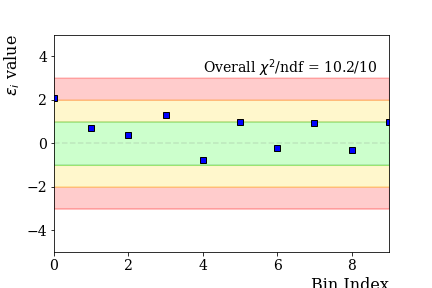 Overall χ²/ndf = 10.2/10
εᵢ value
4
2
0
−2
−4
0 2 4 6 8
Bin Index